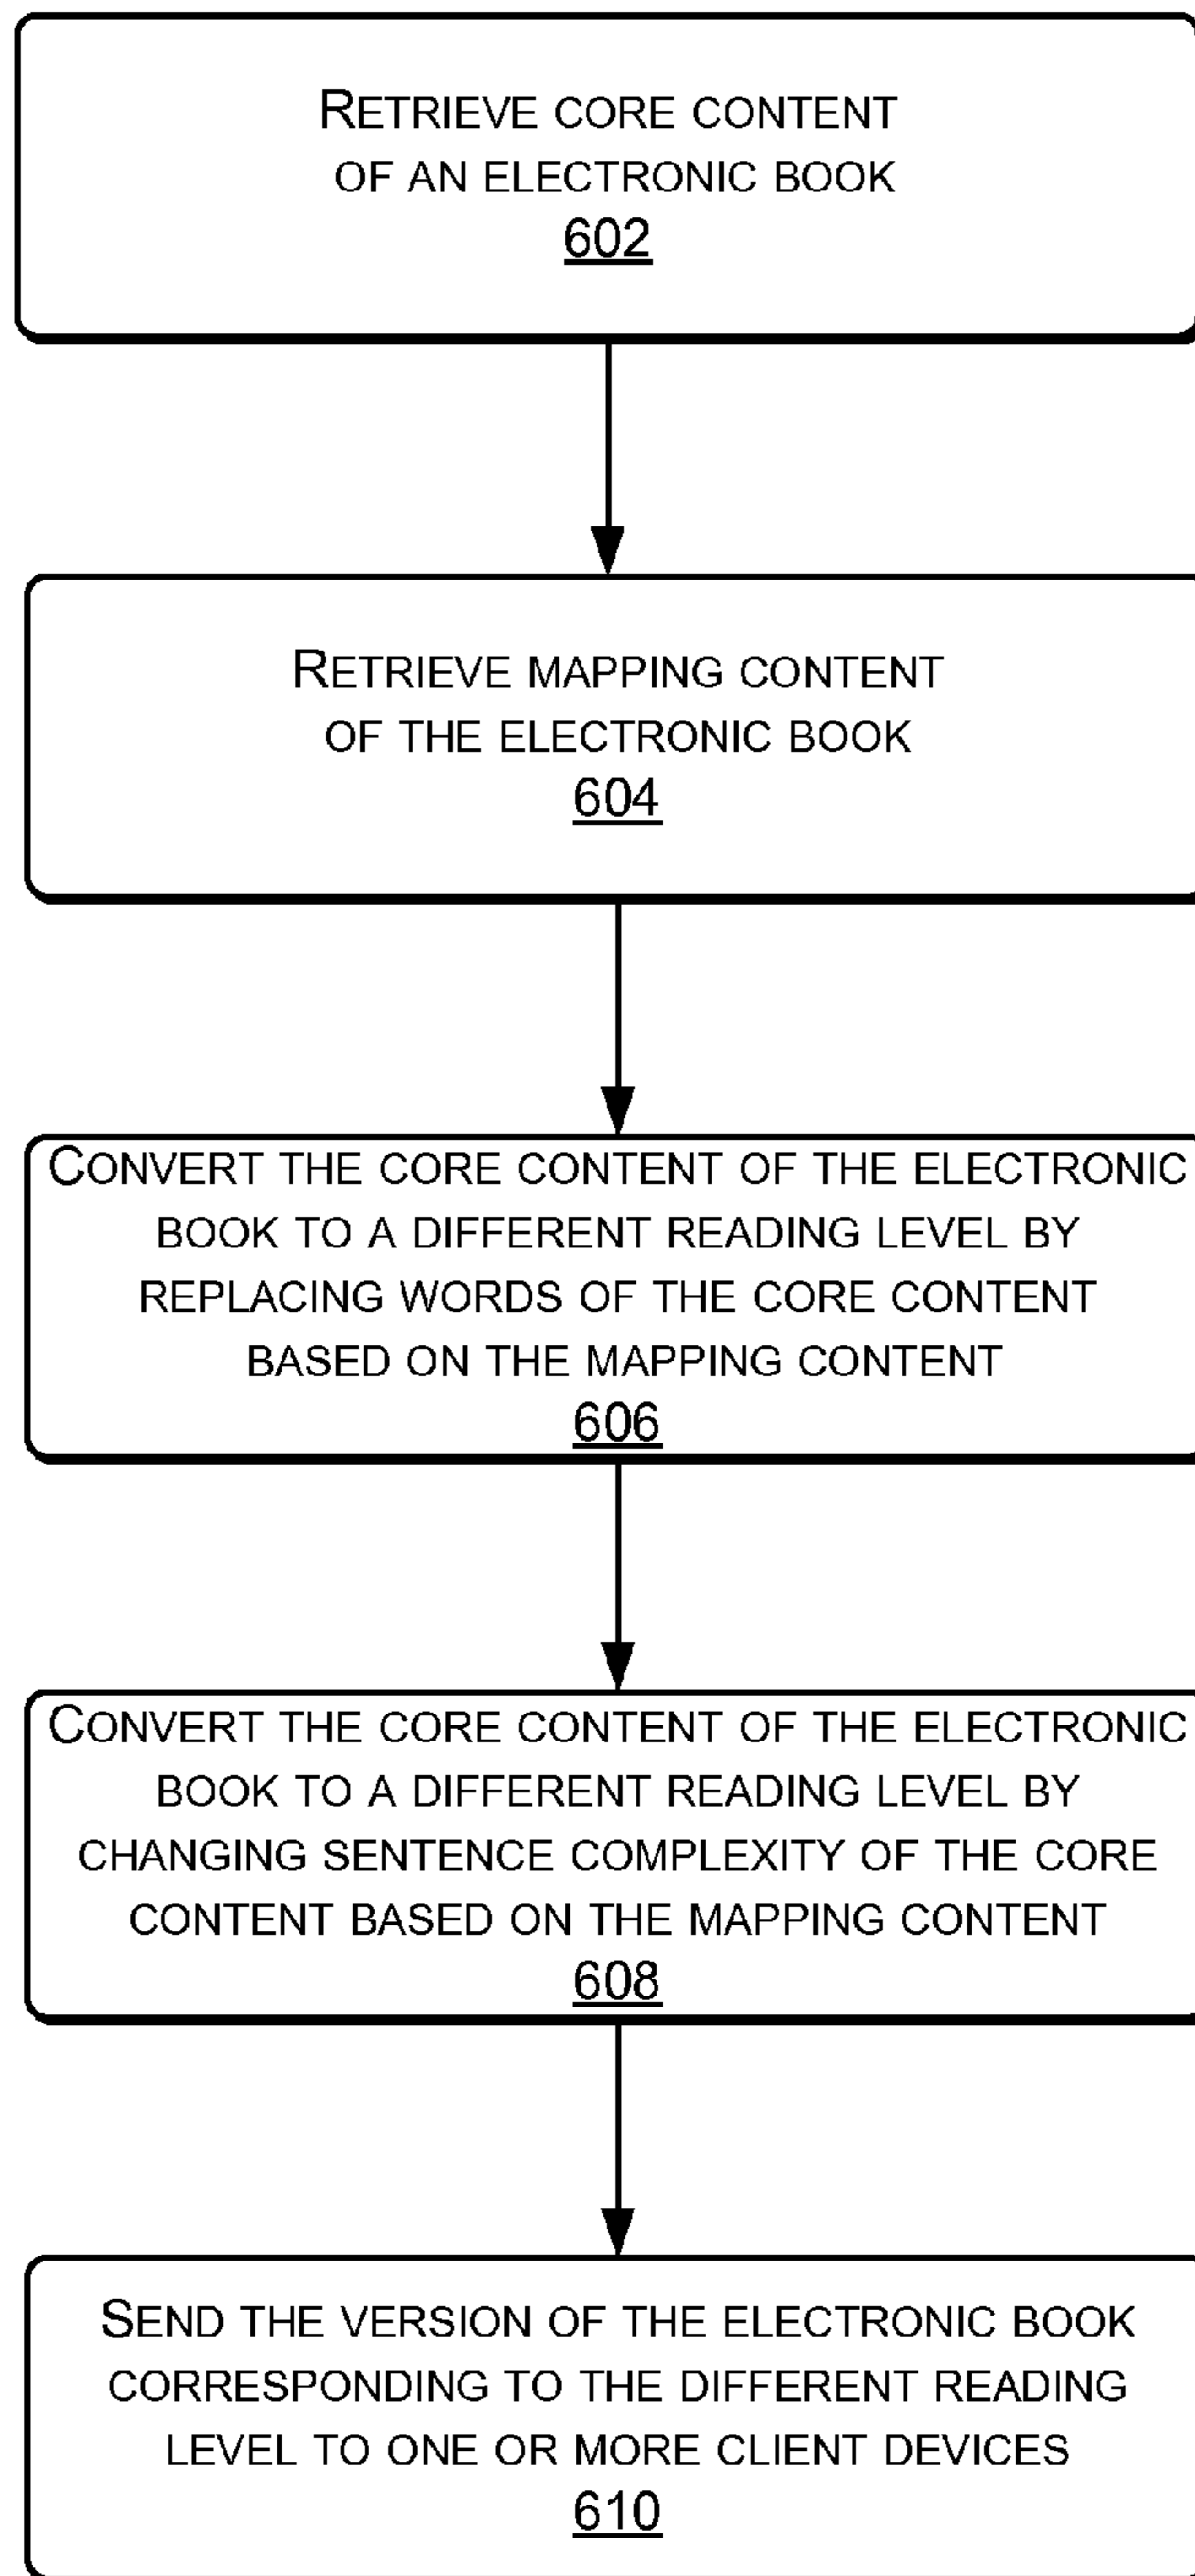 RETRIEVE CORE CONTENT
OF AN ELECTRONIC BOOK
602
RETRIEVE MAPPING CONTENT
OF THE ELECTRONIC BOOK
604
CONVERT THE CORE CONTENT OF THE ELECTRONIC
BOOK TO A DIFFERENT READING LEVEL BY
REPLACING WORDS OF THE CORE CONTENT
BASED ON THE MAPPING CONTENT
606
CONVERT THE CORE CONTENT OF THE ELECTRONIC
BOOK TO A DIFFERENT READING LEVEL BY
CHANGING SENTENCE COMPLEXITY OF THE CORE
CONTENT BASED ON THE MAPPING CONTENT
608
SEND THE VERSION OF THE ELECTRONIC BOOK
CORRESPONDING TO THE DIFFERENT READING
LEVEL TO ONE OR MORE CLIENT DEVICES
610